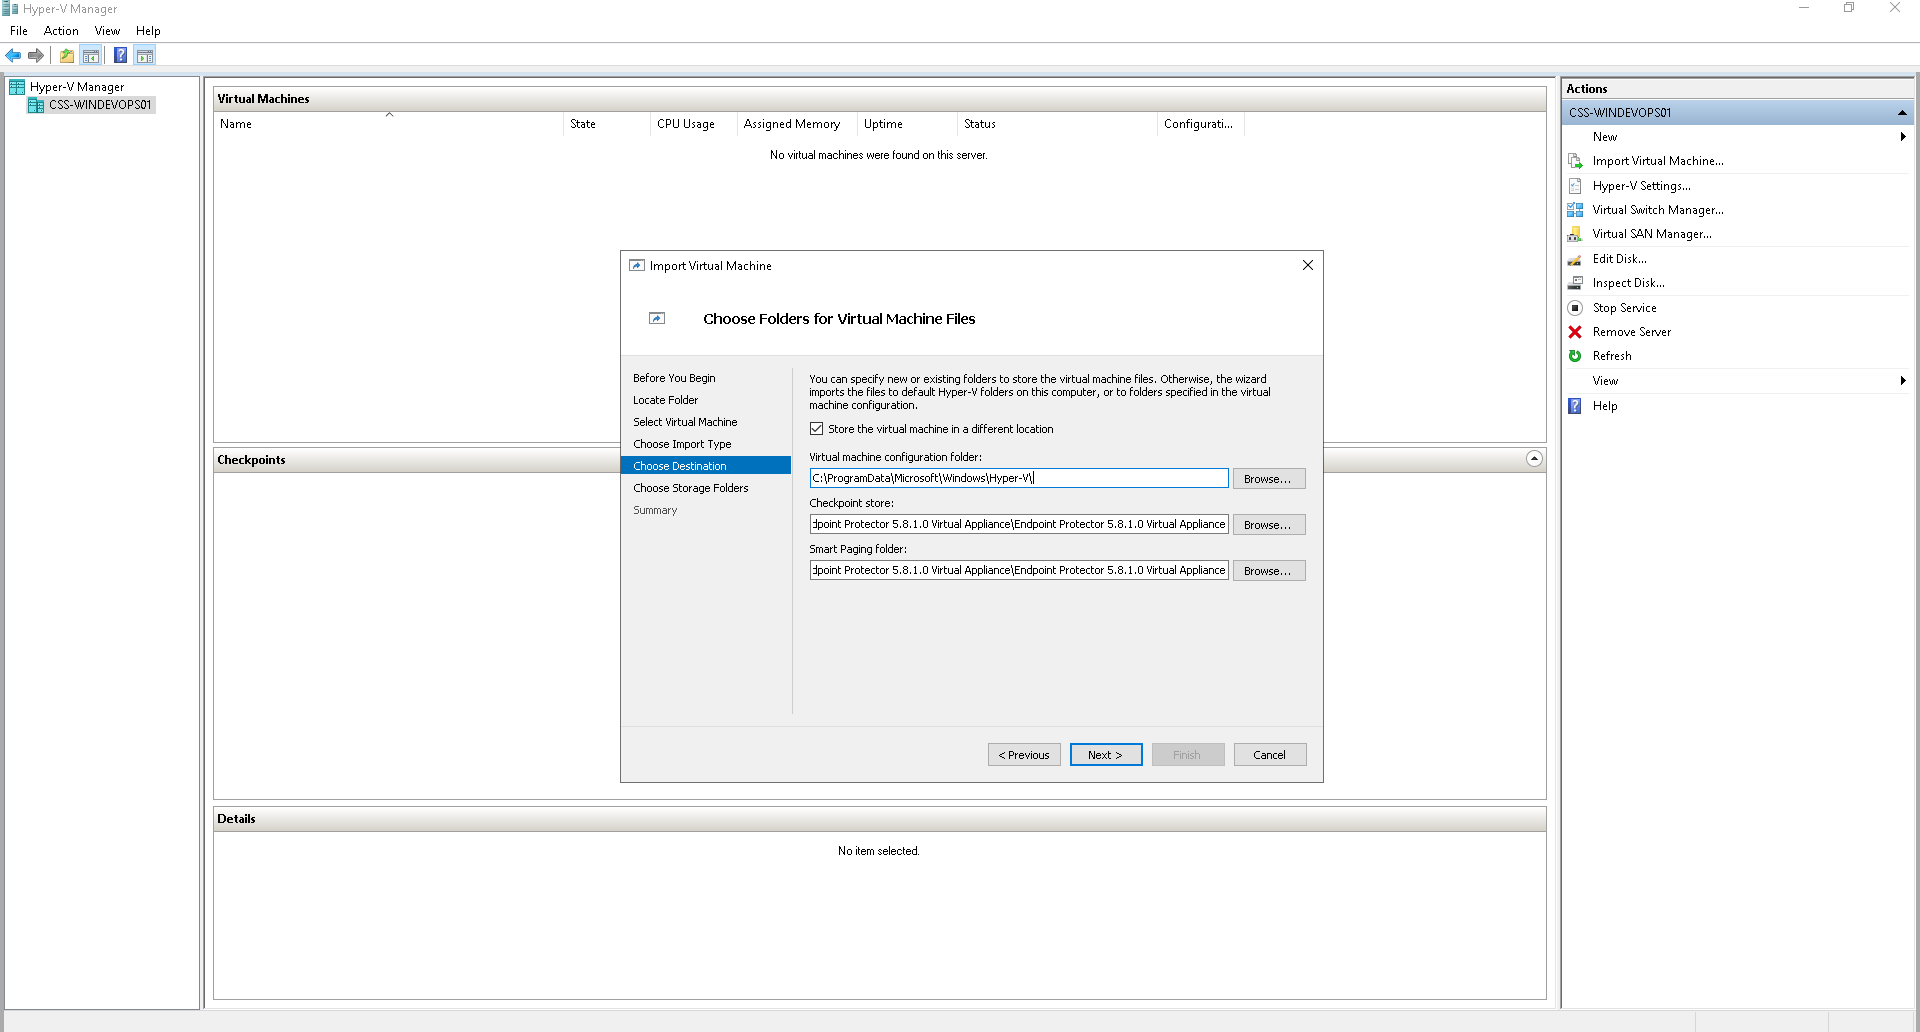 Hyper-V Manager
File Action View Help
Hyper-V Manager
CSS-WINDEVOPS01
Virtual Machines
Name State CPU Usage Assigned Memory Uptime Status Configurati...
No virtual machines were found on this server.
Import Virtual Machine
Choose Folders for Virtual Machine Files
Before You Begin
Locate Folder
Select Virtual Machine
Choose Import Type
Choose Destination
Choose Storage Folders
Summary
You can specify new or existing folders to store the virtual machine files. Otherwise, the wizard
imports the files to default Hyper-V folders on this computer, or to folders specified in the virtual
machine configuration.
Store the virtual machine in a different location
Virtual machine configuration folder:
C:\ProgramData\Microsoft\Windows\Hyper-V\
Browse...
Checkpoint store:
dpoint Protector 5.8.1.0 Virtual Appliance\Endpoint Protector 5.8.1.0 Virtual Appliance
Browse...
Smart Paging folder:
dpoint Protector 5.8.1.0 Virtual Appliance\Endpoint Protector 5.8.1.0 Virtual Appliance
Browse...
< Previous Next > Finish Cancel
Checkpoints
Details
No item selected.
Actions
CSS-WINDEVOPS01
New
Import Virtual Machine...
Hyper-V Settings...
Virtual Switch Manager...
Virtual SAN Manager...
Edit Disk...
Inspect Disk...
Stop Service
Remove Server
Refresh
View
Help